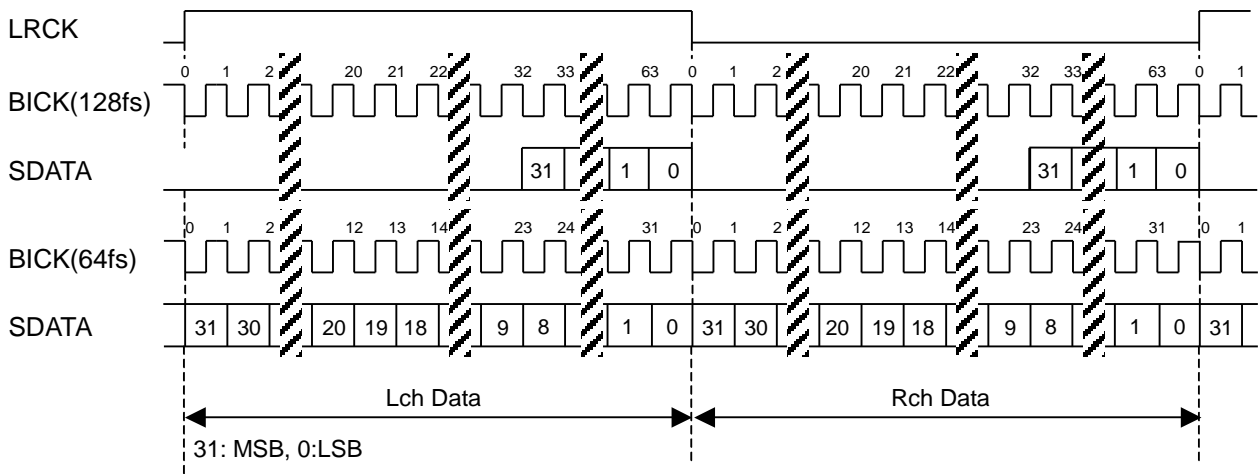 LRCK
0 1 2 20 21 22 32 33 63 0 1 2 20 21 22 32 33 63 0 1
BICK(128fs)
SDATA 31 1 0 31 1 0
0 1 2 12 13 14 23 24 31 0 1 2 12 13 14 23 24 31 0 1
BICK(64fs)
SDATA 31 30 20 19 18 9 8 1 0 31 30 20 19 18 9 8 1 0 31
Lch Data Rch Data
31: MSB, 0:LSB